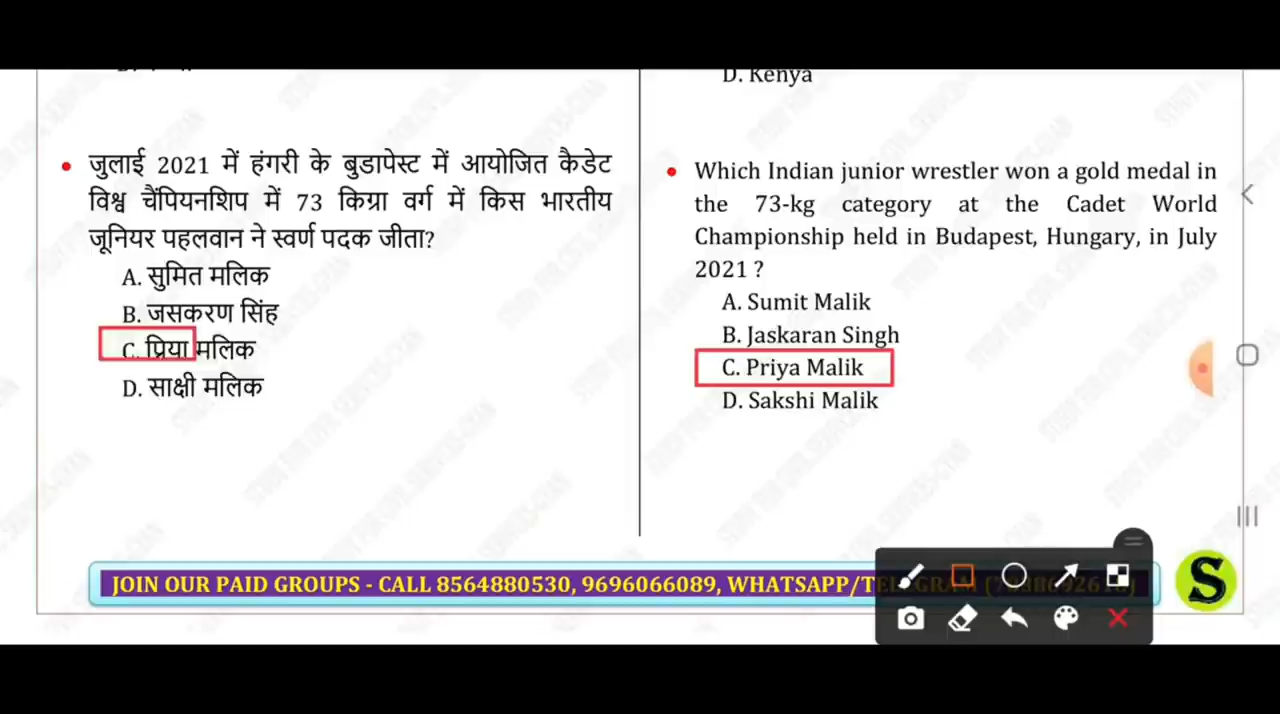 D. Kenya
• जुलाई 2021 में हंगरी के बुडापेस्ट में आयोजित कैडेट
विश्व चैंपियनशिप में 73 किग्रा वर्ग में किस भारतीय
जूनियर पहलवान ने स्वर्ण पदक जीता?
A. सुमित मलिक
B. जसकरण सिंह
C. प्रिया मलिक
D. साक्षी मलिक
• Which Indian junior wrestler won a gold medal in
the 73-kg category at the Cadet World
Championship held in Budapest, Hungary, in July
2021 ?
A. Sumit Malik
B. Jaskaran Singh
C. Priya Malik
D. Sakshi Malik
JOIN OUR PAID GROUPS - CALL 8564880530, 9696066089, WHATSAPP/TELEGRAM
S